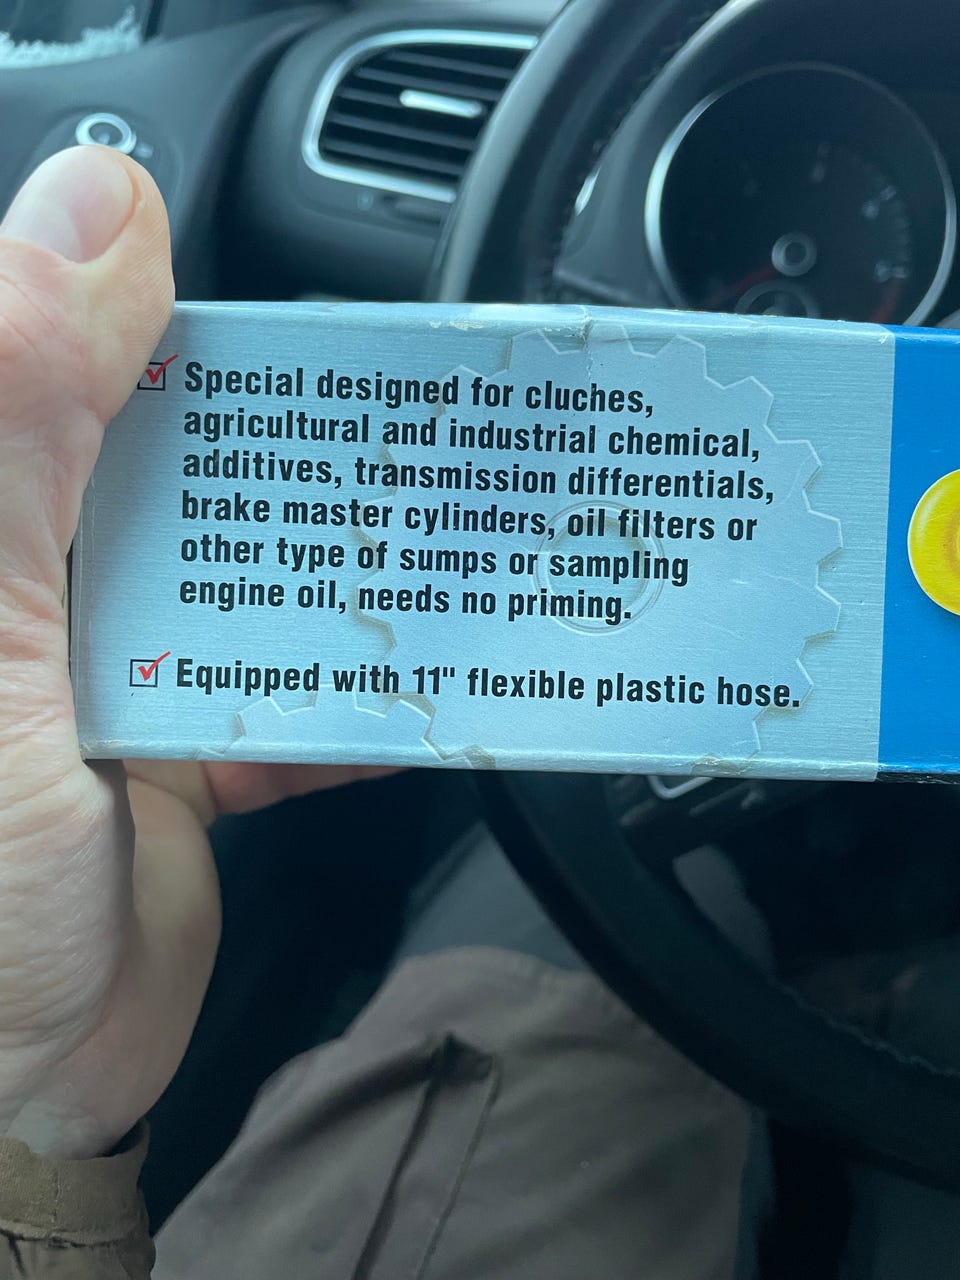 Special designed for cluches,
agricultural and industrial chemical,
additives, transmission differentials,
brake master cylinders, oil filters or
other type of sumps or sampling
engine oil, needs no priming.
Equipped with 11" flexible plastic hose.